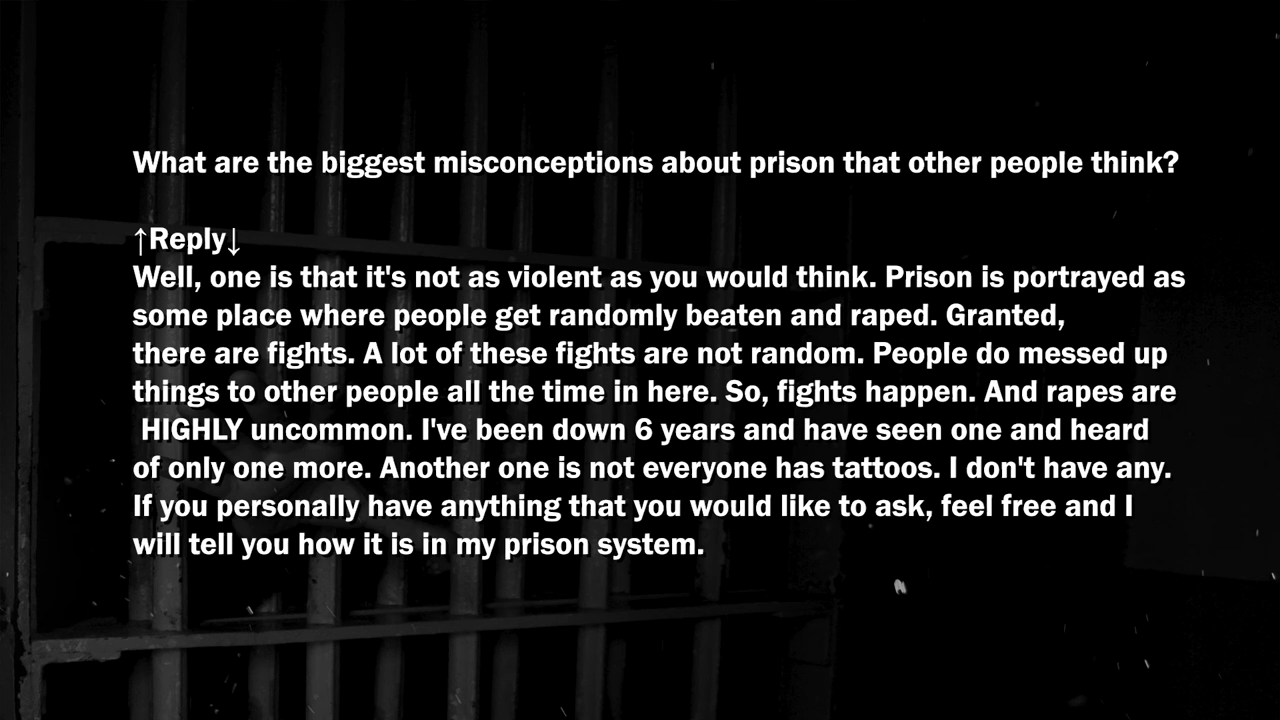 What are the biggest misconceptions about prison that other people think?
↑Reply↓
Well, one is that it's not as violent as you would think. Prison is portrayed as
some place where people get randomly beaten and raped. Granted,
there are fights. A lot of these fights are not random. People do messed up
things to other people all the time in here. So, fights happen. And rapes are
HIGHLY uncommon. I've been down 6 years and have seen one and heard
of only one more. Another one is not everyone has tattoos. I don't have any.
If you personally have anything that you would like to ask, feel free and I
will tell you how it is in my prison system.